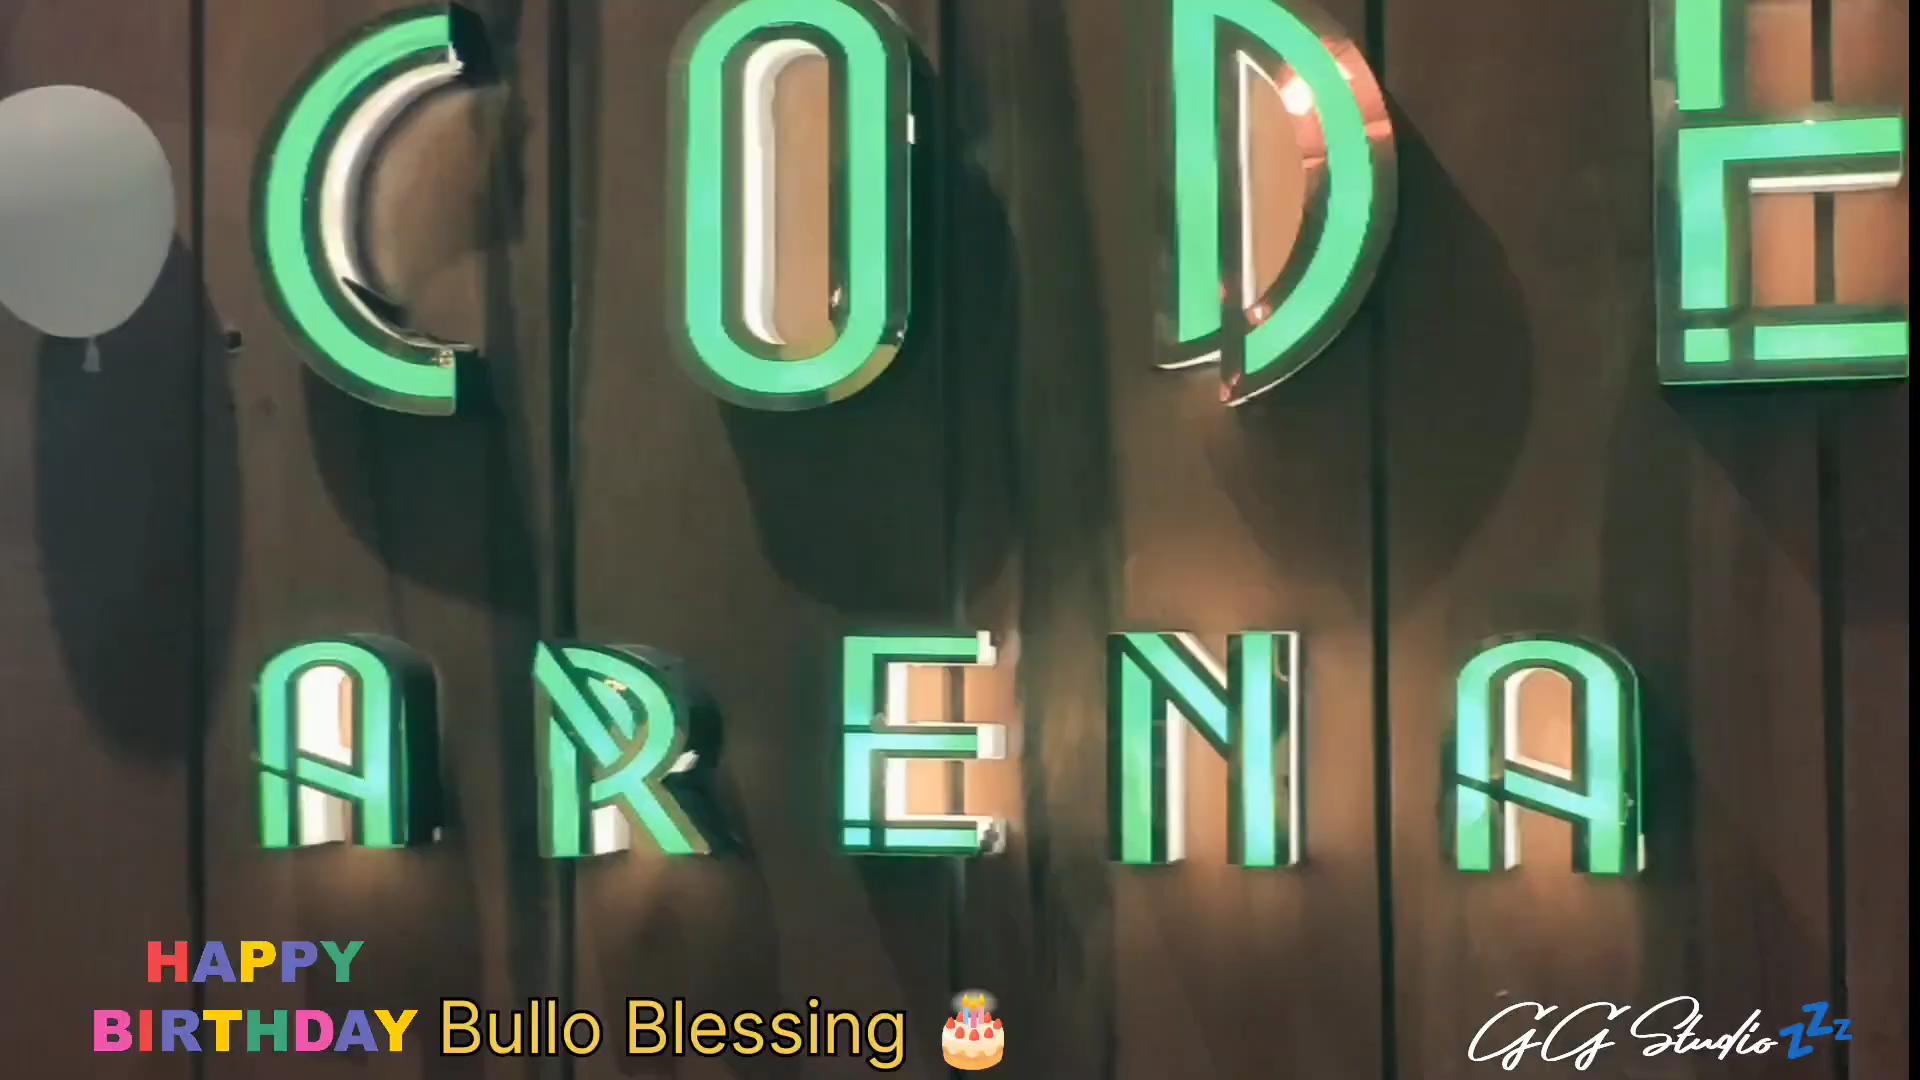 CODE
ARENA
HAPPY
BIRTHDAY Bullo Blessing 🎂
GG Studio 💤